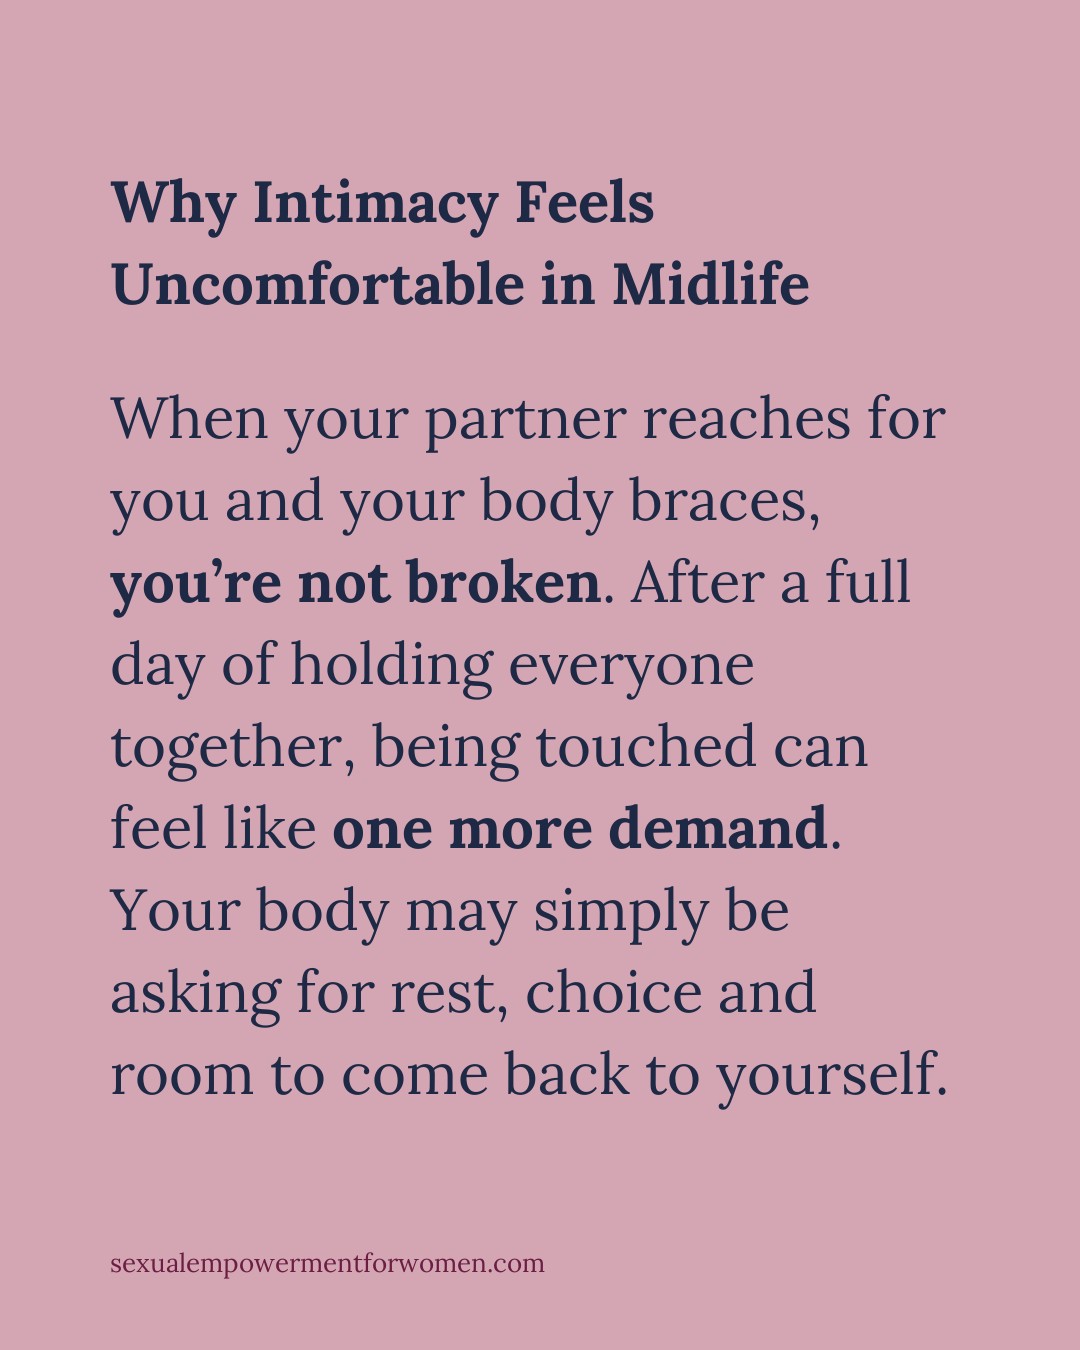 Why Intimacy Feels
Uncomfortable in Midlife
When your partner reaches for
you and your body braces,
you’re not broken. After a full
day of holding everyone
together, being touched can
feel like one more demand.
Your body may simply be
asking for rest, choice and
room to come back to yourself.
sexualempowermentforwomen.com